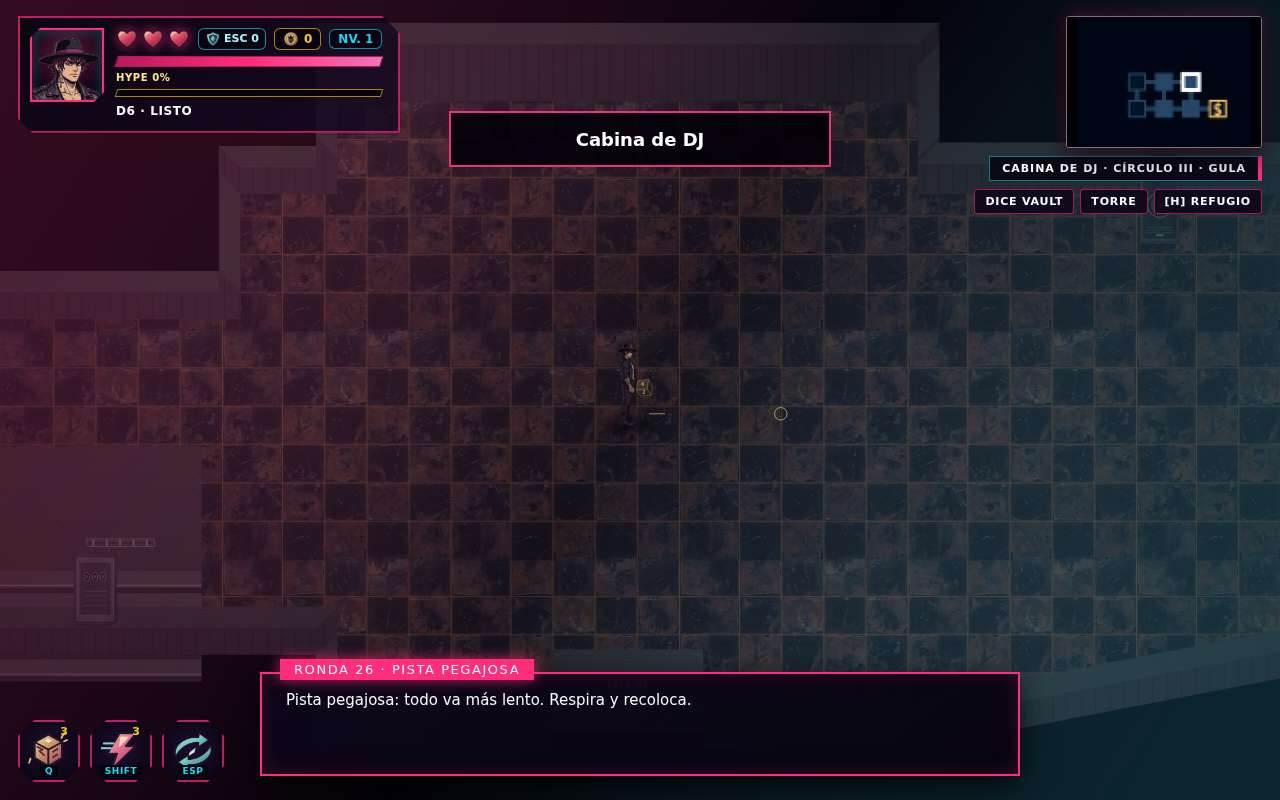 ESC 0
0
NV. 1
HYPE 0%
D6 · LISTO
Cabina de DJ
$
CABINA DE DJ · CÍRCULO III · GULA
DICE VAULT
TORRE
[H] REFUGIO
RONDA 26 · PISTA PEGAJOSA
Pista pegajosa: todo va más lento. Respira y recoloca.
3
Q
3
SHIFT
ESP